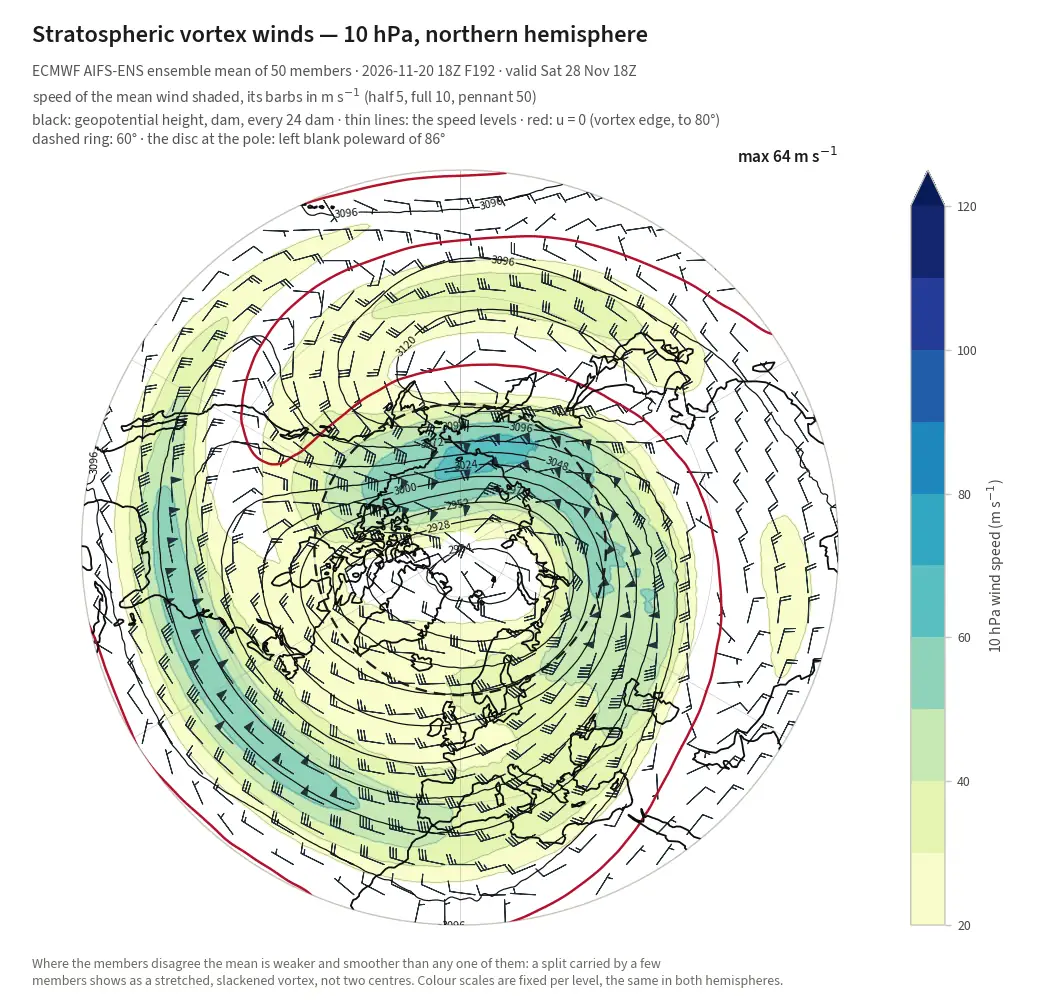 Stratospheric vortex winds — 10 hPa, northern hemisphere
ECMWF AIFS-ENS ensemble mean of 50 members · 2026-11-20 18Z F192 · valid Sat 28 Nov 18Z
speed of the mean wind shaded, its barbs in m s⁻¹ (half 5, full 10, pennant 50)
black: geopotential height, dam, every 24 dam · thin lines: the speed levels · red: u = 0 (vortex edge, to 80°)
dashed ring: 60° · the disc at the pole: left blank poleward of 86°
max 64 m s⁻¹
3096
3096
3096
3120
3096
3048
3024
3000
2952
2928
3096
120
100
80
60
40
20
10 hPa wind speed (m s⁻¹)
Where the members disagree the mean is weaker and smoother than any one of them: a split carried by a few
members shows as a stretched, slackened vortex, not two centres. Colour scales are fixed per level, the same in both hemispheres.